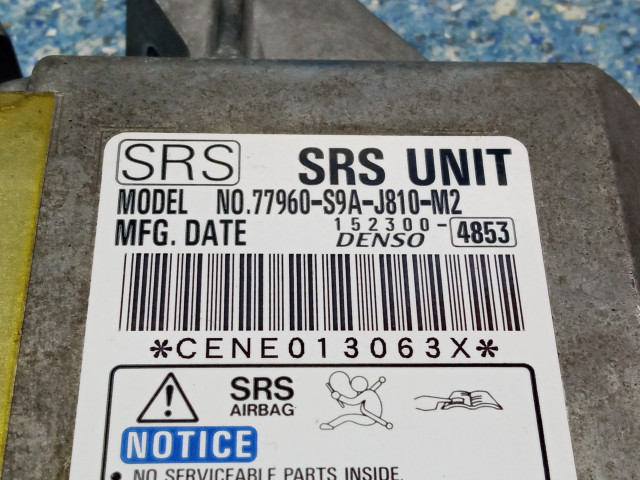 SRS SRS UNIT
MODEL NO.77960-S9A-J810-M2
MFG. DATE 152300-4853
DENSO
*CENE013063X*
SRS
AIRBAG
NOTICE
• NO SERVICEABLE PARTS INSIDE.